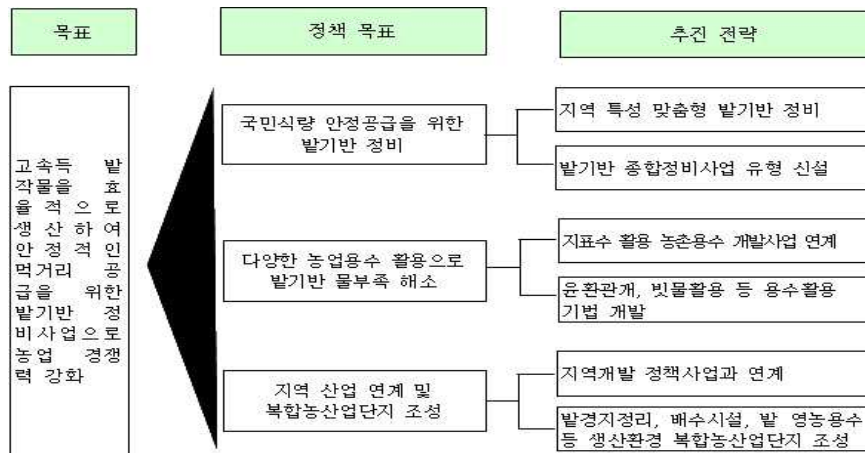 목표
정책 목표
추진 전략
고속득 밭
작물을 효
율적으로
생산하여
안정적인
먹거리 공
급을 위한
밭기반 정
비사업으로
농업 경쟁
력 강화
국민식량 안정공급을 위한
밭기반 정비
지역 특성 맞춤형 밭기반 정비
밭기반 종합정비사업 유형 신설
다양한 농업용수 활용으로
밭기반 물부족 해소
지표수 활용 농촌용수 개발사업 연계
윤환관개, 빗물활용 등 용수활용
기법 개발
지역 산업 연계 및
복합농산업단지 조성
지역개발 정책사업과 연계
밭경지정리, 배수시설, 밭 영농용수
등 생산환경 복합농산업단지 조성